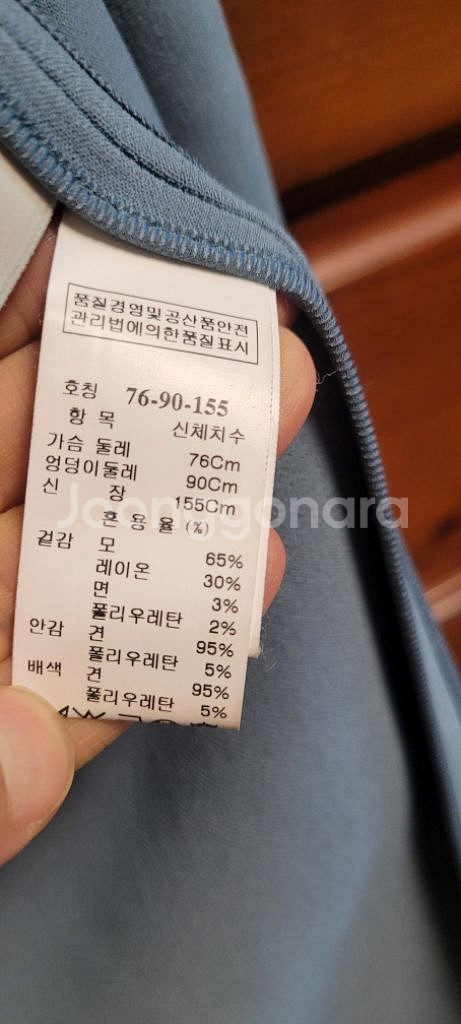 품질경영및공산품안전
관리법에의한품질표시
호칭 76-90-155
항 목 신체치수
가슴 둘레 76Cm
엉덩이둘레 90Cm
신 장 155Cm
혼 용 율 (%)
겉감 모 65%
레이온 30%
면 3%
폴리우레탄 2%
안감 견 95%
폴리우레탄 5%
배색 견 95%
폴리우레탄 5%
Joonggonara